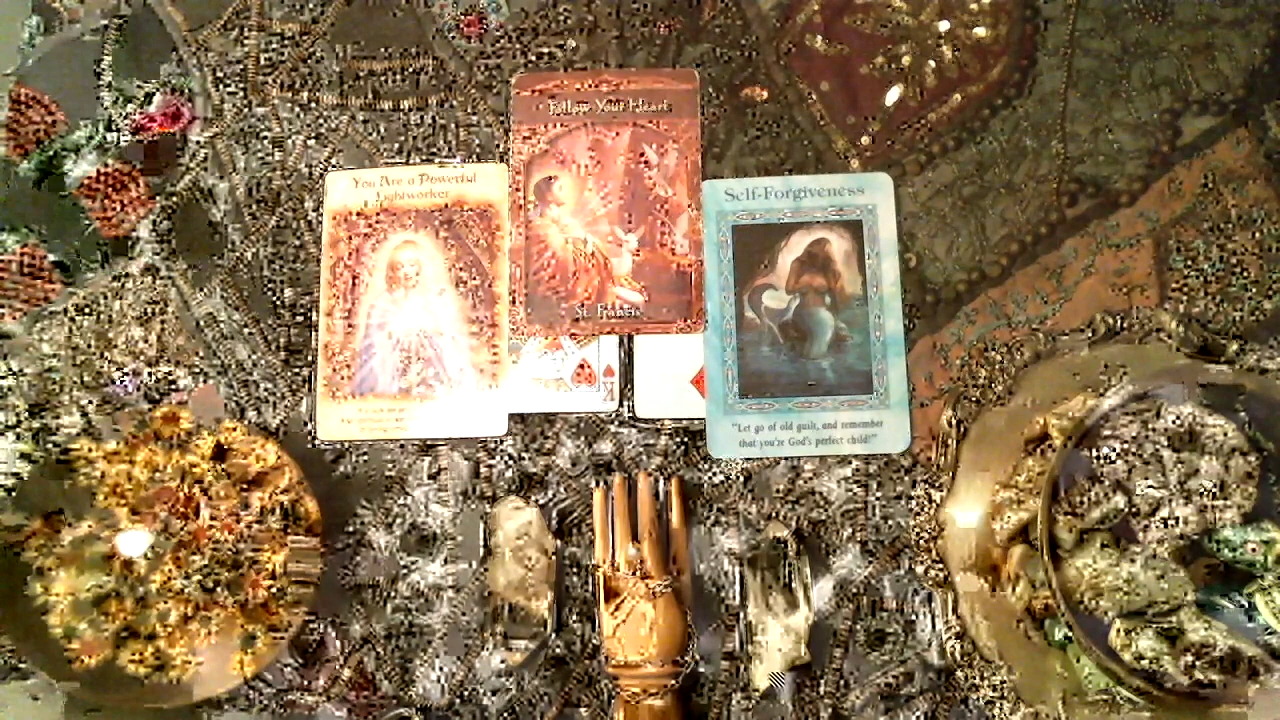 You Are a Powerful
Lightworker
Follow Your Heart
St. Francis
Self-Forgiveness
"Let go of old guilt, and remember
that you're God's perfect child!"
K